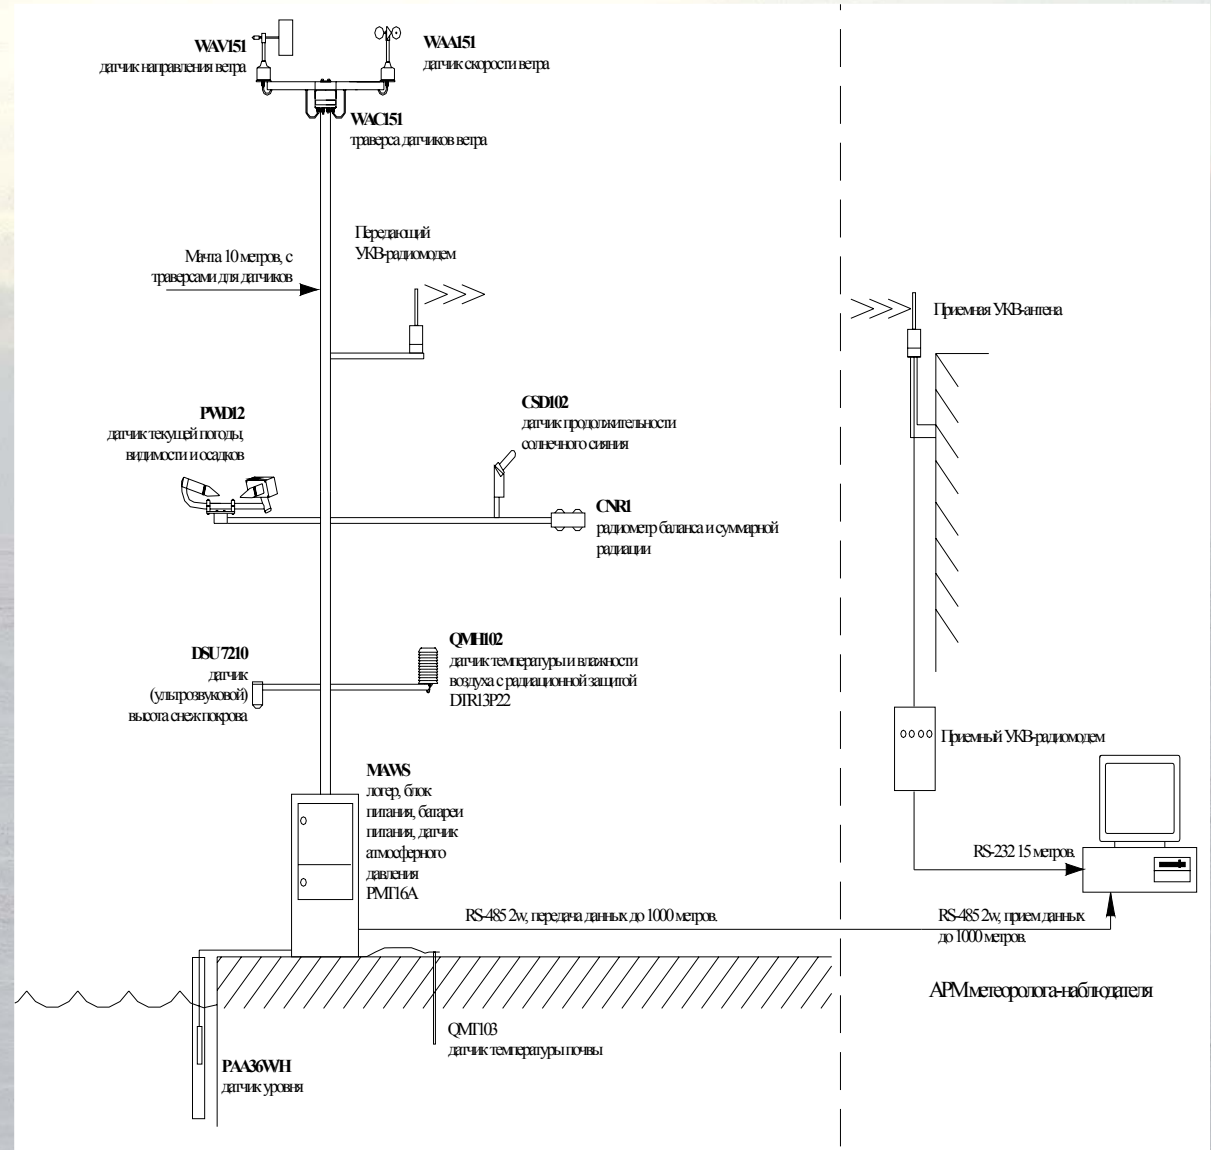 WAV151
датчик направления ветра
WAA151
датчик скорости ветра
WAC151
траверса датчиков ветра
Передающий
УКВ-радиомодем
Мачта 10 метров, с
траверсами для датчиков
Приемная УКВ-антена
PWD12
датчик текущей погоды,
видимости и осадков
CSD102
датчик продолжительности
солнечного сияния
CNR1
радиометр баланса и суммарной
радиации
DSU 7210
датчик
(ультрозвуковой)
высота снеж покрова
QMH102
датчик температуры и влажности
воздуха с радиационной защитой
DTR13P22
Приемный УКВ-радиомодем
MAWS
логер, блок
питания, батареи
питания, датчик
атмосферного
давления
РМТ16А
RS-232 15 метров.
RS-485 2w, передача данных до 1000 метров.
RS-485 2w, прием данных
до 1000 метров.
АРМ метеоролога-наблюдателя
QMT103
датчик температуры почвы
PAA36WH
датчик уровня